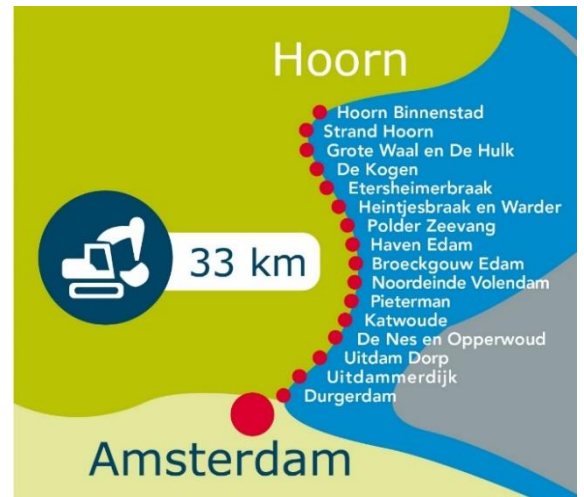 Hoorn
Hoorn Binnenstad
Strand Hoorn
Grote Waal en De Hulk
De Kogen
Etersheimerbraak
Heintjesbraak en Warder
Polder Zeevang
Haven Edam
Broeckgouw Edam
Noordeinde Volendam
Pieterman
Katwoude
De Nes en Opperwoud
Uitdam Dorp
Uitdammerdijk
Durgerdam
33 km
Amsterdam